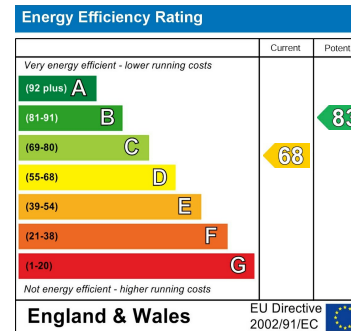 Energy Efficiency Rating
Current Potent
Very energy efficient - lower running costs
(92 plus) A
(81-91) B 83
(69-80) C
68
(55-68) D
(39-54) E
(21-38) F
(1-20) G
Not energy efficient - higher running costs
England & Wales
EU Directive
2002/91/EC